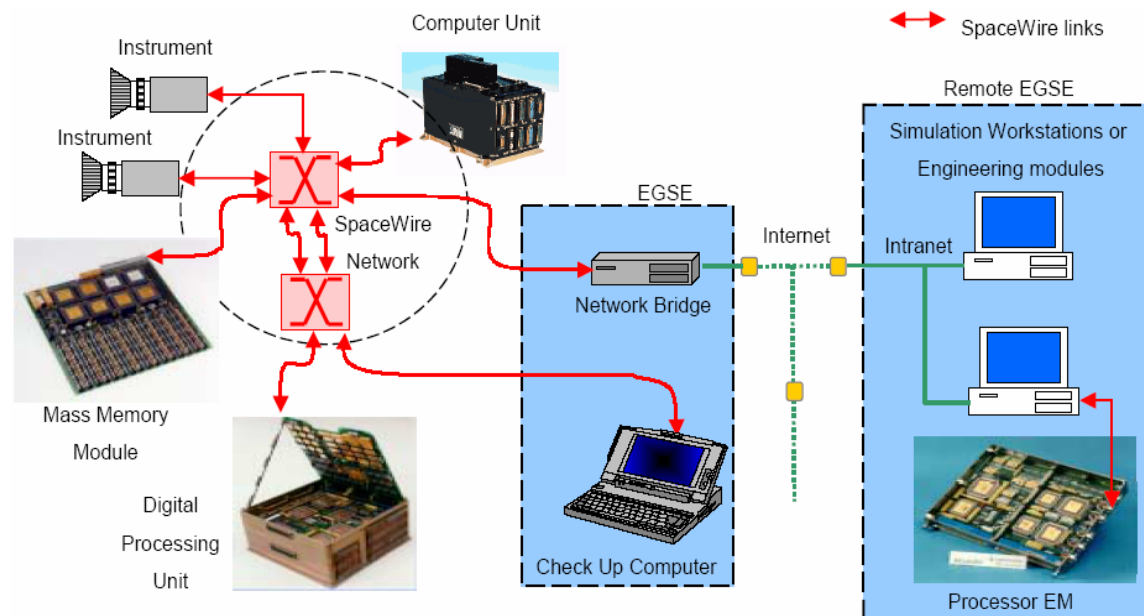 Computer Unit
Instrument
SpaceWire links
Remote EGSE
Instrument
Simulation Workstations or
Engineering modules
EGSE
SpaceWire
Network
Internet
Intranet
Network Bridge
Mass Memory
Module
Digital
Processing
Unit
Check Up Computer
Processor EM